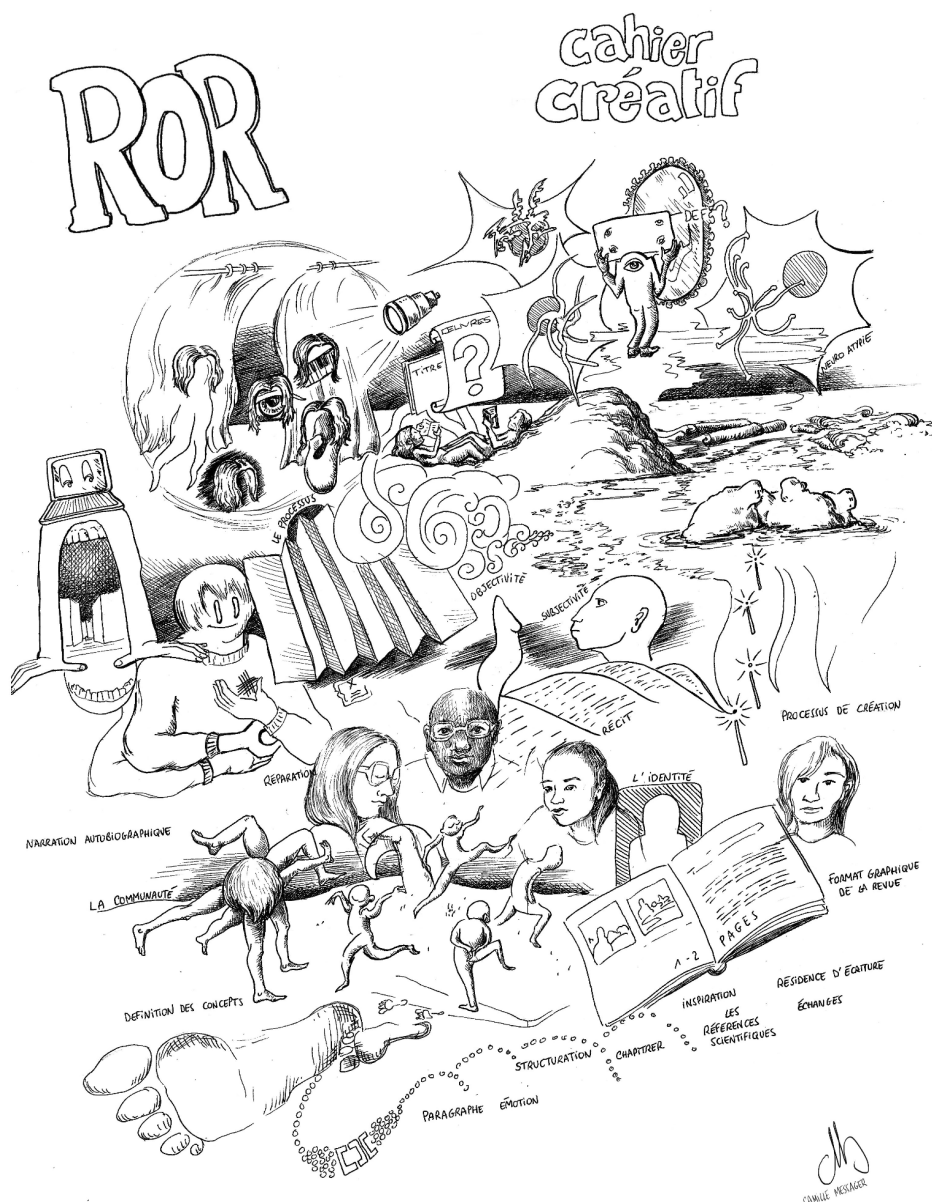 ROR
cahier
créatif
DEF ?
NEURO ATYPIE
ŒUVRES
?
TITRE
LE PROCESSUS
OBJECTIVITÉ
SUBJECTIVITÉ
RÉCIT
PROCESSUS DE CRÉATION
RÉPARATION
L'IDENTITÉ
NARRATION AUTOBIOGRAPHIQUE
LA COMMUNAUTÉ
FORMAT GRAPHIQUE
DE LA REVUE
1-2
PAGES
DEFINITION DES CONCEPTS
RÉSIDENCE D'ÉCRITURE
INSPIRATION
ÉCHANGES
LES
RÉFÉRENCES
SCIENTIFIQUES
STRUCTURATION
CHAPITRER
PARAGRAPHE ÉMOTION
CAMILLE MESSAGER